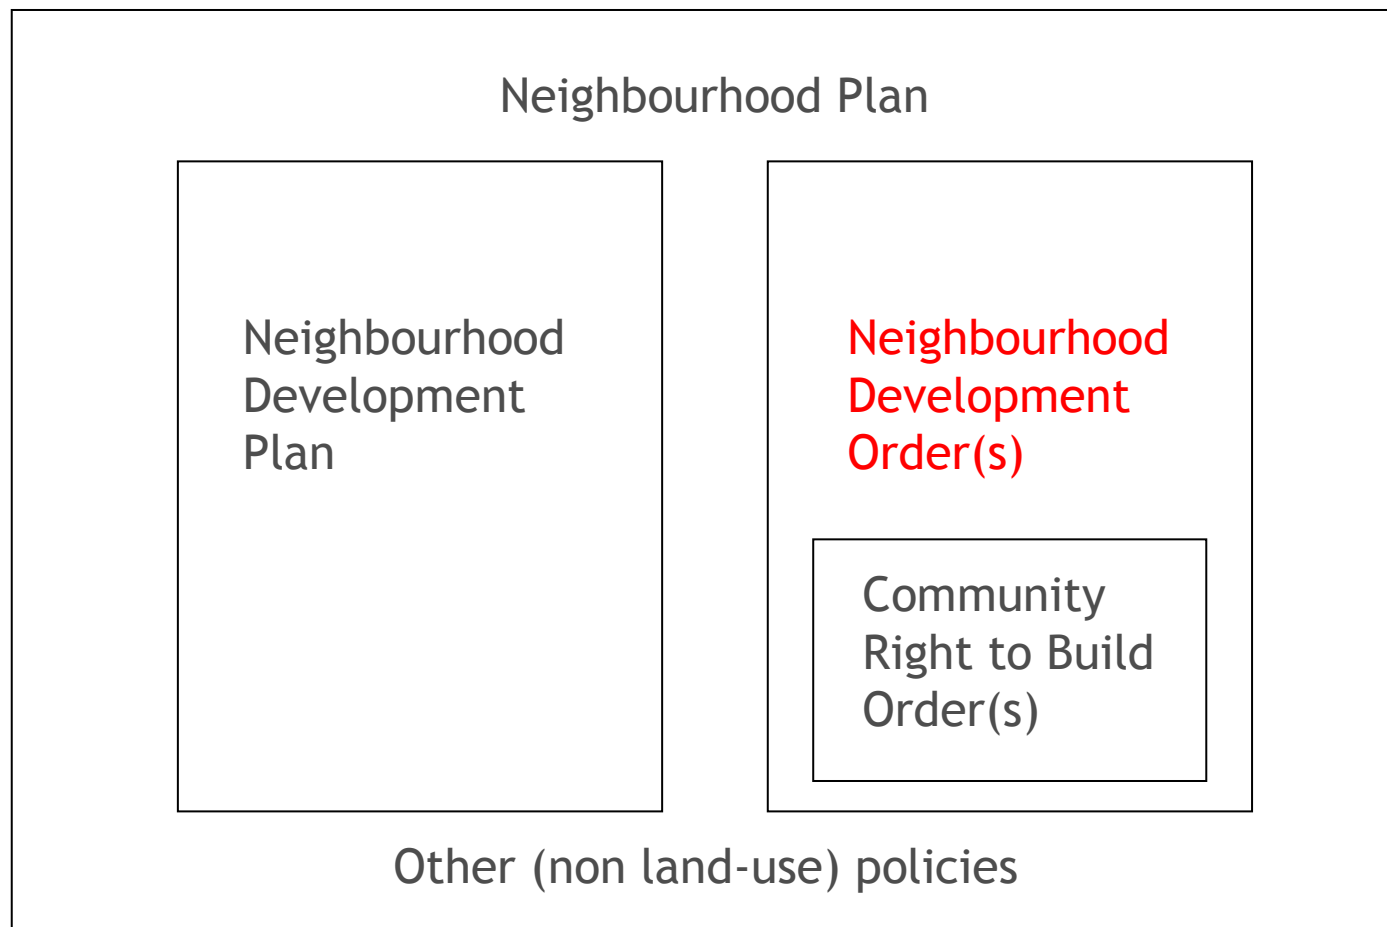 Neighbourhood Plan
Neighbourhood
Development
Plan
Neighbourhood
Development
Order(s)
Community
Right to Build
Order(s)
Other (non land-use) policies